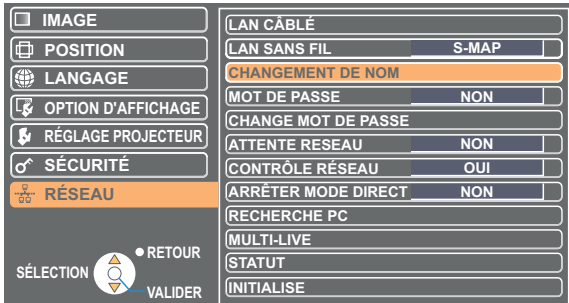 IMAGE
POSITION
LANGAGE
OPTION D'AFFICHAGE
RÉGLAGE PROJECTEUR
SÉCURITÉ
RÉSEAU
RETOUR
SÉLECTION
VALIDER
LAN CÂBLÉ
LAN SANS FIL S-MAP
CHANGEMENT DE NOM
MOT DE PASSE NON
CHANGE MOT DE PASSE
ATTENTE RESEAU NON
CONTRÔLE RÉSEAU OUI
ARRÊTER MODE DIRECT NON
RECHERCHE PC
MULTI-LIVE
STATUT
INITIALISE